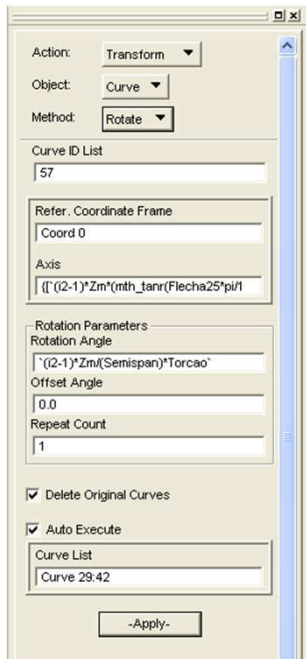 Action: Transform
Object: Curve
Method: Rotate
Curve ID List
57
Refer. Coordinate Frame
Coord 0
Axis
{[`(i2-1)*Zm*(mth_tanr(Flecha25*pi/1
Rotation Parameters
Rotation Angle
`(i2-1)*Zm/(Semispan)*Torcao`
Offset Angle
0.0
Repeat Count
1
Delete Original Curves
Auto Execute
Curve List
Curve 29:42
-Apply-